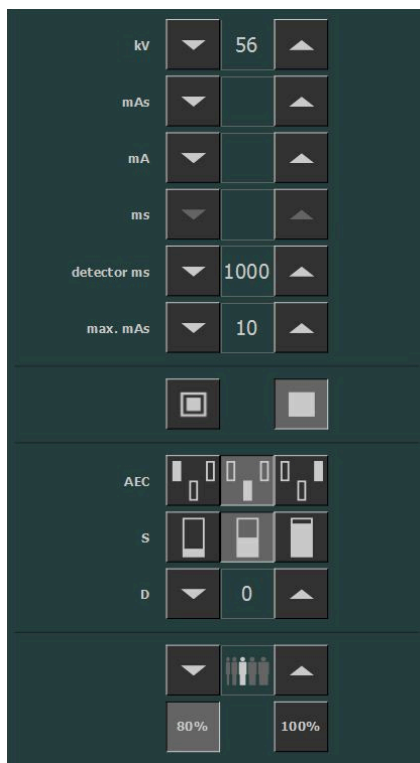 kV 56
mAs
mA
ms
detector ms 1000
max. mAs 10
AEC
S
D 0
80% 100%